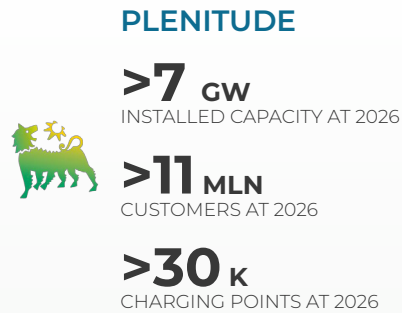 PLENITUDE
>7 GW
INSTALLED CAPACITY AT 2026
>11 MLN
CUSTOMERS AT 2026
>30 K
CHARGING POINTS AT 2026